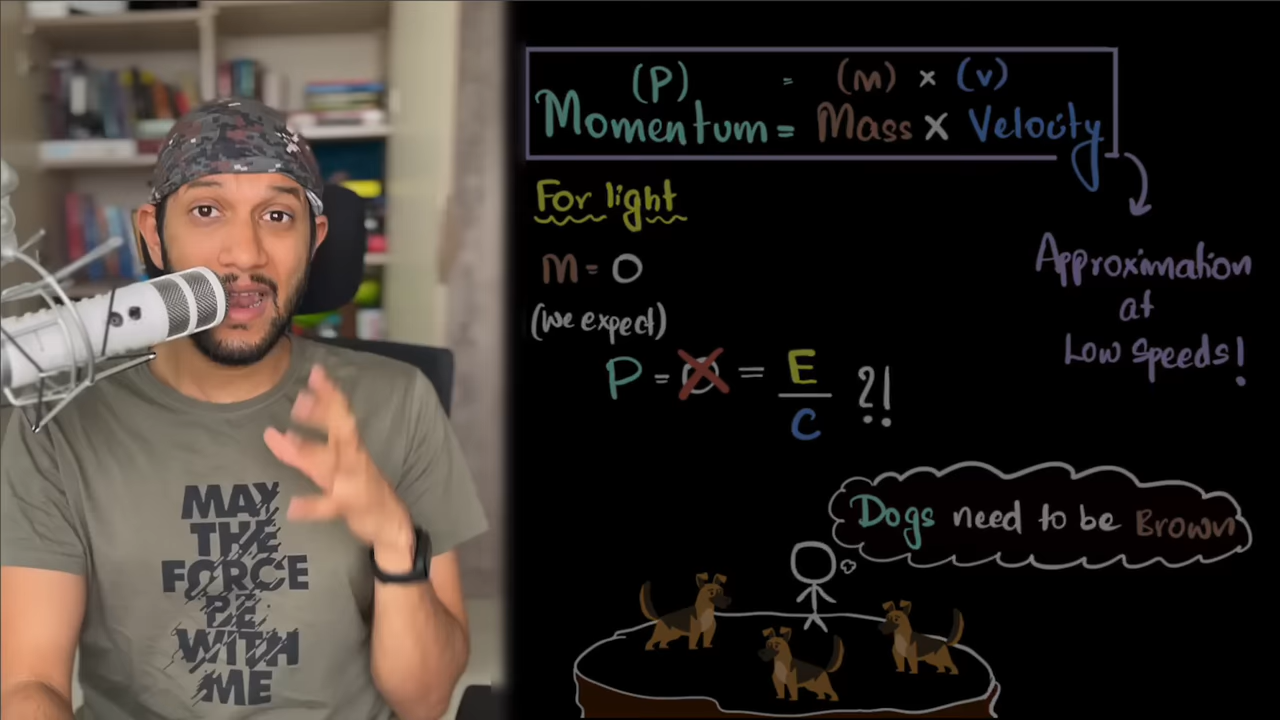 MAY
THE
FORCE
BE
WITH
ME
(P) = (m) × (v)
Momentum = Mass × Velocity
For light
m = 0
(we expect)
P = 0 = E/C ?!
Approximation
at
Low speeds!
Dogs need to be Brown